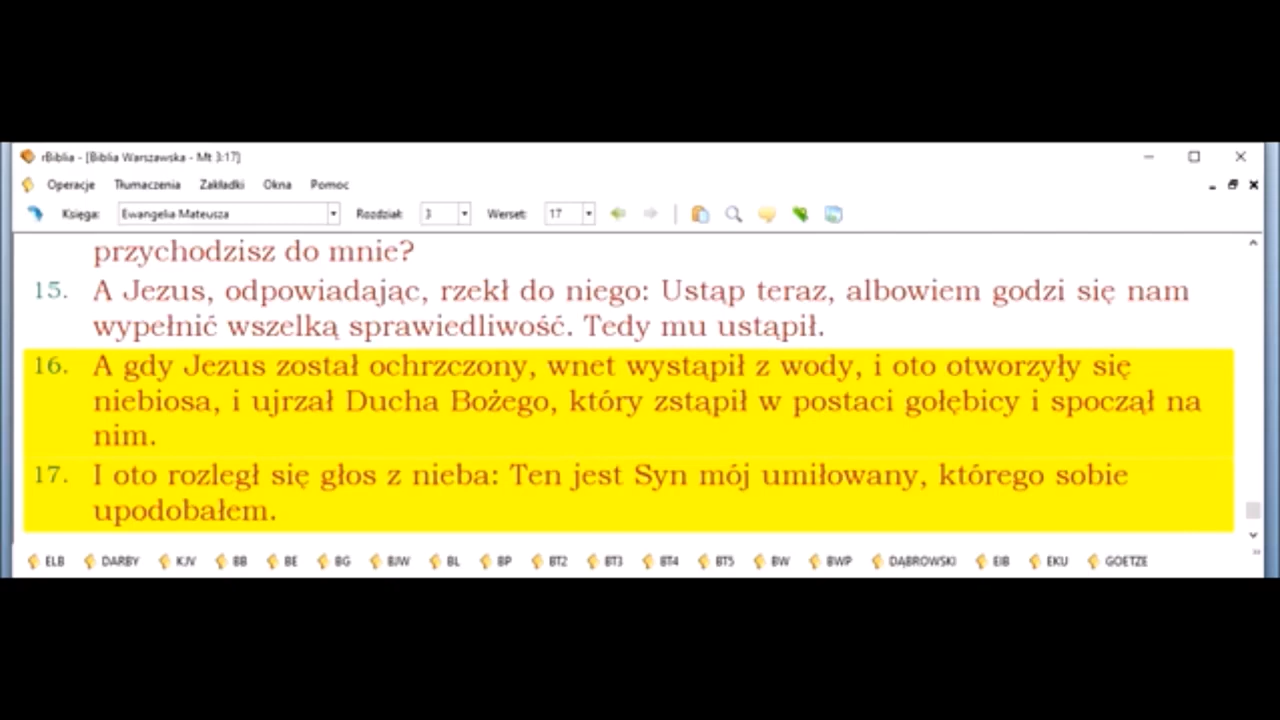 rBiblia - [Biblia Warszawska - Mt 3:17]
Operacje Tłumaczenia Zakładki Okna Pomoc
Księga: Ewangelia Mateusza Rozdział: 3 Werset: 17
przychodzisz do mnie?
15. A Jezus, odpowiadając, rzekł do niego: Ustąp teraz, albowiem godzi się nam
wypełnić wszelką sprawiedliwość. Tedy mu ustąpił.
16. A gdy Jezus został ochrzczony, wnet wystąpił z wody, i oto otworzyły się
niebiosa, i ujrzał Ducha Bożego, który zstąpił w postaci gołębicy i spoczął na
nim.
17. I oto rozległ się głos z nieba: Ten jest Syn mój umiłowany, którego sobie
upodobałem.
ELB DARBY KJV BB BE BG BJW BL BP BT2 BT3 BT4 BT5 BW BWP DĄBROWSKI EIB EKU GOETZE